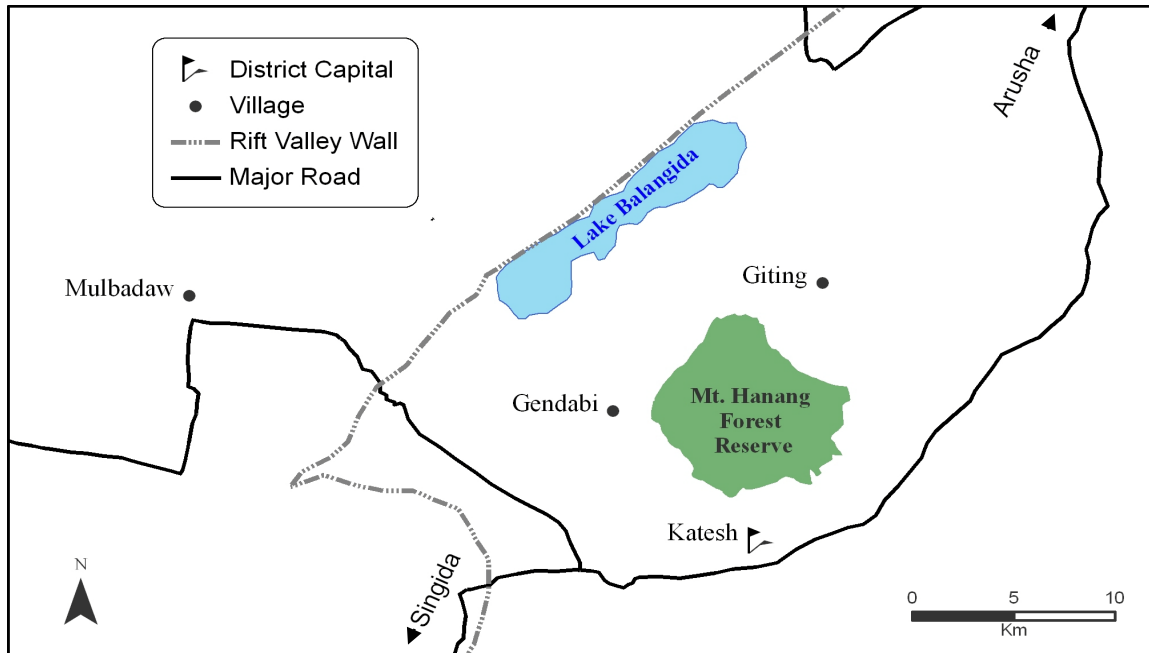 District Capital
Village
Rift Valley Wall
Major Road
Arusha
Lake Balangida
Mulbadaw
Giting
Gendabi
Mt. Hanang
Forest
Reserve
Katesh
Singida
N
0 5 10
Km